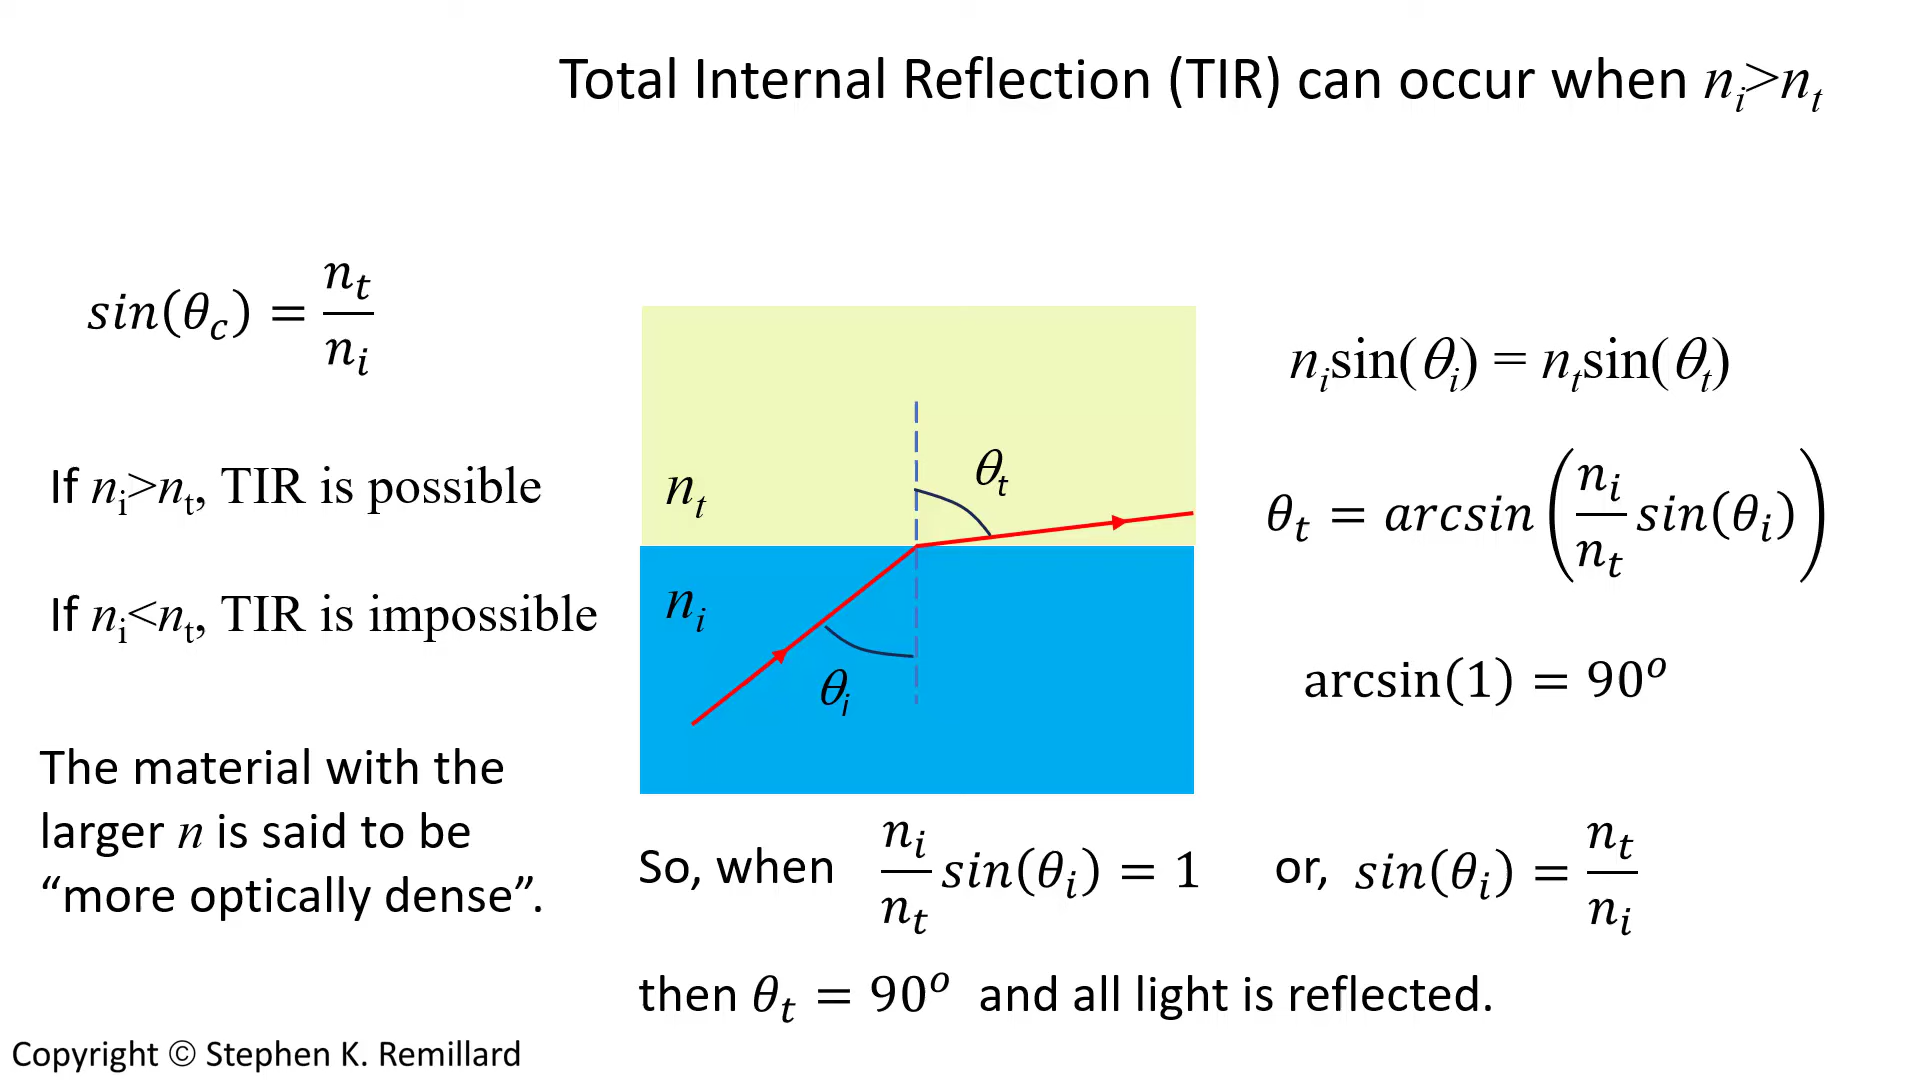 Total Internal Reflection (TIR) can occur when nᵢ>nₜ
sin(θ_c) = nₜ/nᵢ
If nᵢ>nₜ, TIR is possible
If nᵢ<nₜ, TIR is impossible
The material with the
larger n is said to be
“more optically dense”.
nₜ
θₜ
nᵢ
θᵢ
nᵢsin(θᵢ) = nₜsin(θₜ)
θₜ = arcsin(nᵢ/nₜ sin(θᵢ))
arcsin(1) = 90ᵒ
So, when nᵢ/nₜ sin(θᵢ) = 1 or, sin(θᵢ) = nₜ/nᵢ
then θₜ = 90ᵒ and all light is reflected.
Copyright © Stephen K. Remillard